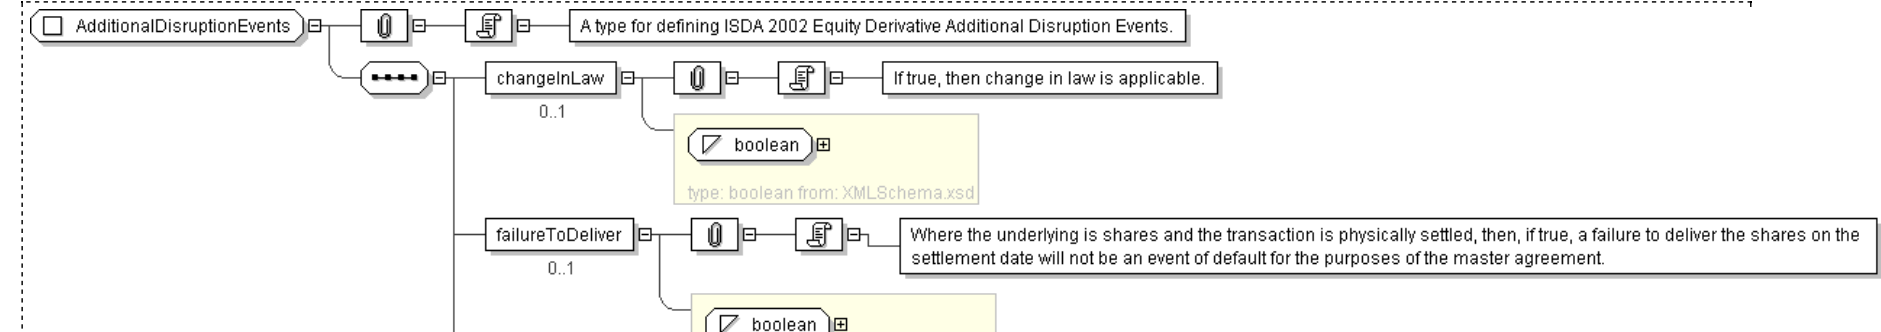 AdditionalDisruptionEvents
A type for defining ISDA 2002 Equity Derivative Additional Disruption Events.
changeInLaw
If true, then change in law is applicable.
0..1
boolean
type: boolean from: XMLSchema.xsd
failureToDeliver
Where the underlying is shares and the transaction is physically settled, then, if true, a failure to deliver the shares on the
settlement date will not be an event of default for the purposes of the master agreement.
0..1
boolean